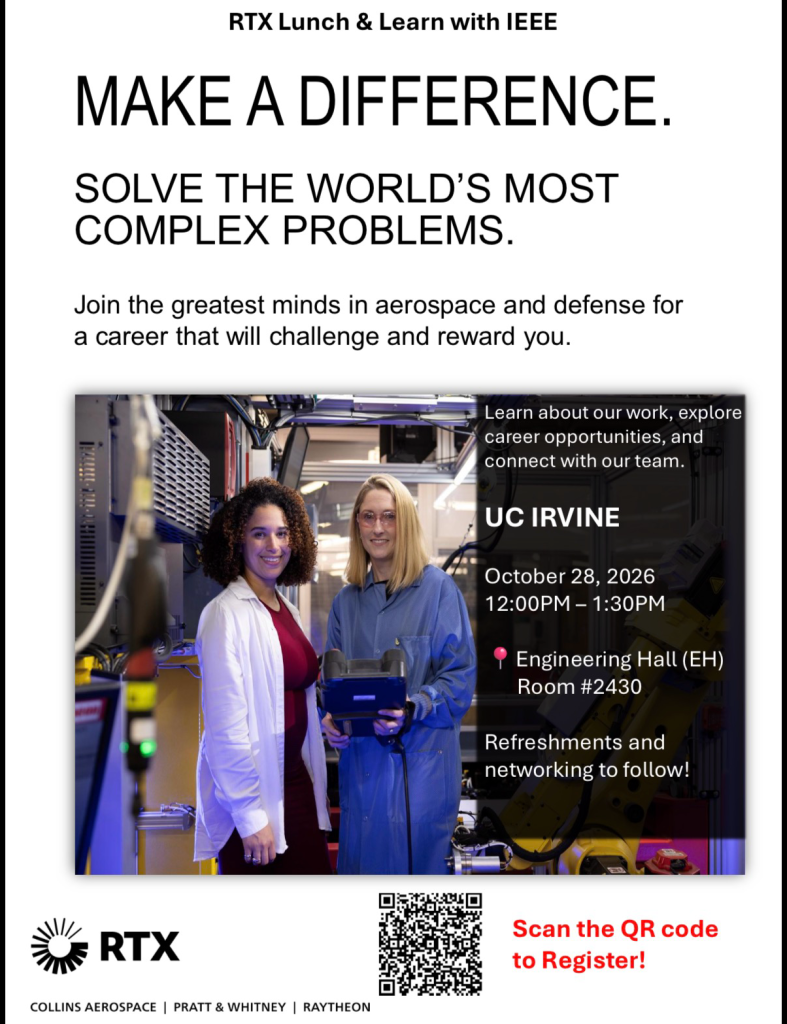 RTX Lunch & Learn with IEEE
MAKE A DIFFERENCE.
SOLVE THE WORLD’S MOST
COMPLEX PROBLEMS.
Join the greatest minds in aerospace and defense for
a career that will challenge and reward you.
Learn about our work, explore
career opportunities, and
connect with our team.
UC IRVINE
October 28, 2026
12:00PM – 1:30PM
📍 Engineering Hall (EH)
Room #2430
Refreshments and
networking to follow!
RTX
Scan the QR code
to Register!
COLLINS AEROSPACE | PRATT & WHITNEY | RAYTHEON